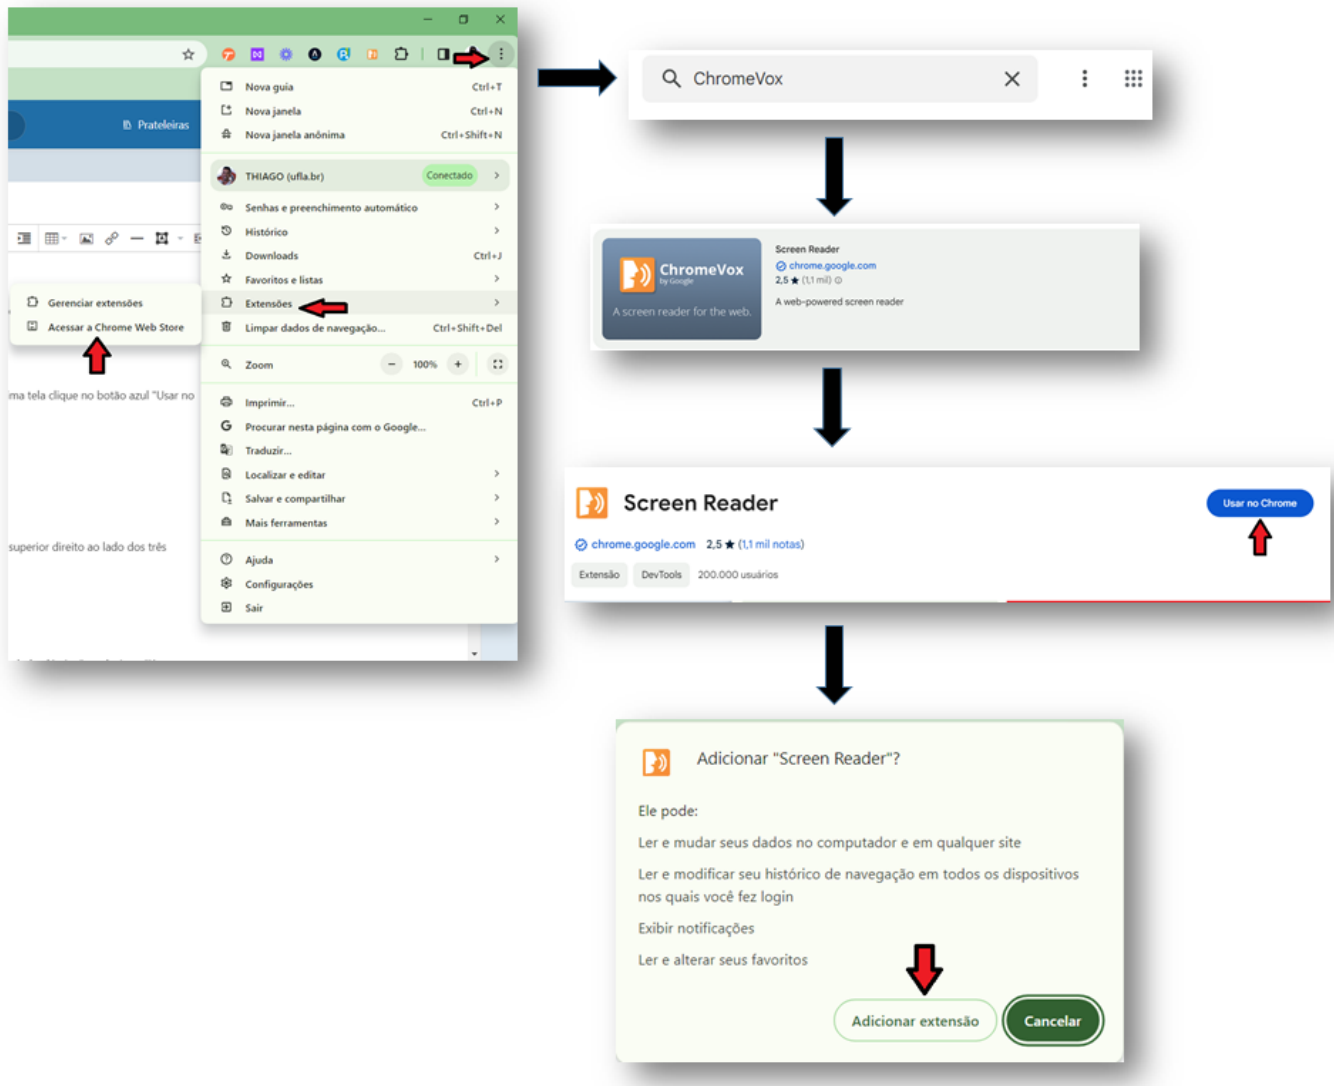 Prateleiras
Nova guia Ctrl+T
Nova janela Ctrl+N
Nova janela anônima Ctrl+Shift+N
THIAGO (ufla.br) Conectado
Senhas e preenchimento automático
Histórico
Downloads Ctrl+J
Favoritos e listas
Extensões
Limpar dados de navegação... Ctrl+Shift+Del
Zoom - 100% +
Imprimir... Ctrl+P
Procurar nesta página com o Google...
Traduzir...
Localizar e editar
Salvar e compartilhar
Mais ferramentas
Ajuda
Configurações
Sair
Gerenciar extensões
Acessar a Chrome Web Store
ima tela clique no botão azul "Usar no
superior direito ao lado dos três
ChromeVox
ChromeVox
by Google
A screen reader for the web.
Screen Reader
chrome.google.com
2,5 ★ (1,1 mil)
A web-powered screen reader
Screen Reader
Usar no Chrome
chrome.google.com 2,5 ★ (1,1 mil notas)
Extensão DevTools 200.000 usuários
Adicionar "Screen Reader"?
Ele pode:
Ler e mudar seus dados no computador e em qualquer site
Ler e modificar seu histórico de navegação em todos os dispositivos
nos quais você fez login
Exibir notificações
Ler e alterar seus favoritos
Adicionar extensão Cancelar